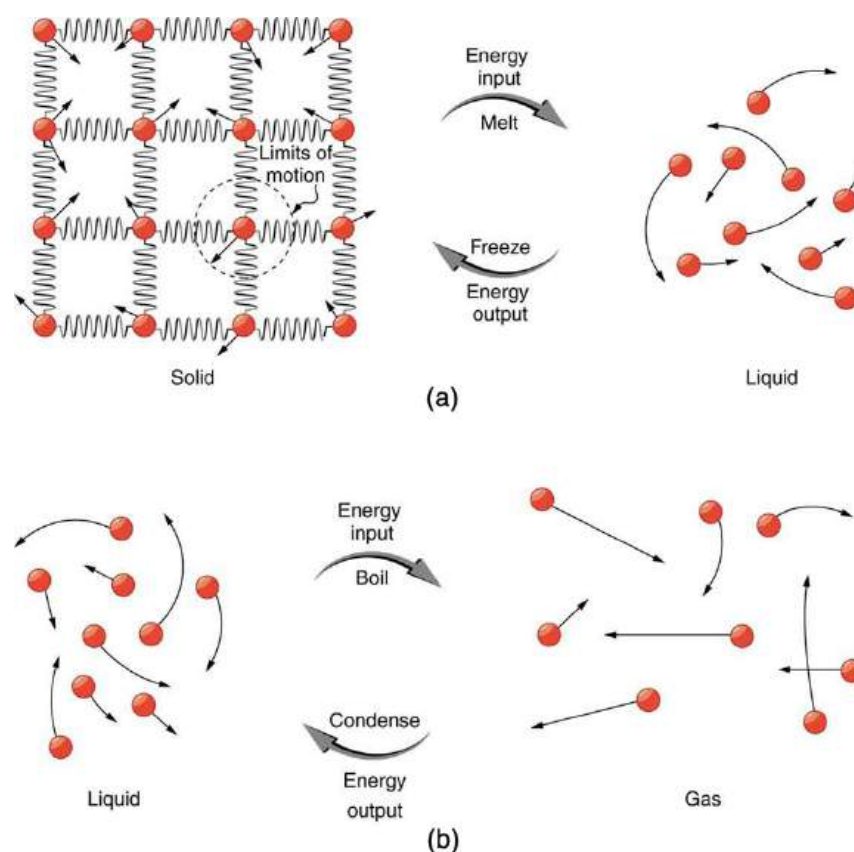 Energy
input
Melt
Limits of
motion
Freeze
Energy
output
Solid
Liquid
(a)
Energy
input
Boil
Condense
Energy
output
Liquid
Gas
(b)